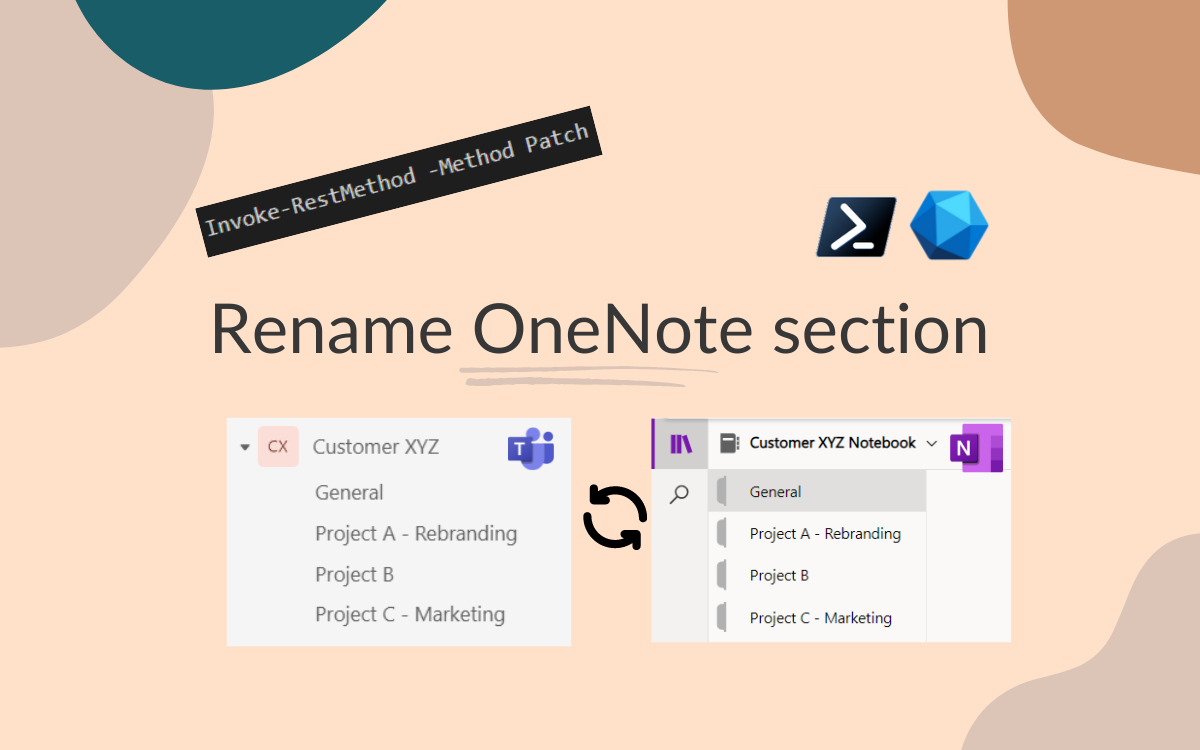 Invoke-RestMethod -Method Patch
Rename OneNote section
CX Customer XYZ
T
General
Project A - Rebranding
Project B
Project C - Marketing
Customer XYZ Notebook
N
General
Project A - Rebranding
Project B
Project C - Marketing